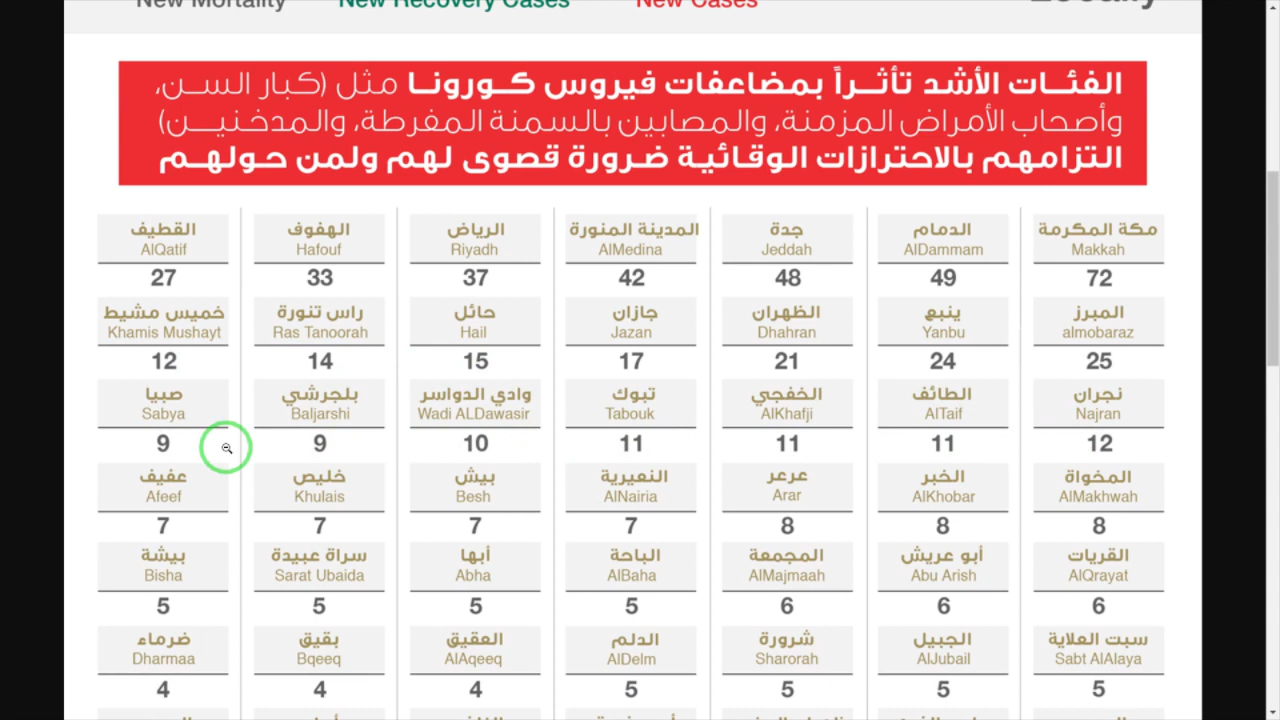 الفئات الأشد تأثراً بمضاعفات فيروس كورونا مثل (كبار السن،
وأصحاب الأمراض المزمنة، والمصابين بالسمنة المفرطة، والمدخنين)
التزامهم بالاحترازات الوقائية ضرورة قصوى لهم ولمن حولهم
New Mortality New Recovery Cases New Cases
مكة المكرمة الدمام جدة المدينة المنورة الرياض الهفوف القطيف
Makkah AlDammam Jeddah AlMedina Riyadh Hafouf AlQatif
72 49 48 42 37 33 27
المبرز ينبع الظهران جازان حائل راس تنورة خميس مشيط
almobaraz Yanbu Dhahran Jazan Hail Ras Tanoorah Khamis Mushayt
25 24 21 17 15 14 12
نجران الطائف الخفجي تبوك وادي الدواسر بلجرشي صبيا
Najran AlTaif AlKhafji Tabouk Wadi ALDawasir Baljarshi Sabya
12 11 11 11 10 9 9
المخواة الخبر عرعر النعيرية بيش خليص عفيف
AlMakhwah AlKhobar Arar AlNairia Besh Khulais Afeef
8 8 8 7 7 7 7
القريات أبو عريش المجمعة الباحة أبها سراة عبيدة بيشة
AlQrayat Abu Arish AlMajmaah AlBaha Abha Sarat Ubaida Bisha
6 6 6 5 5 5 5
سبت العلاية الجبيل شرورة الدلم العقيق بقيق ضرماء
Sabt AlAlaya AlJubail Sharorah AlDelm AlAqeeq Bqeeq Dharmaa
5 5 5 5 4 4 4